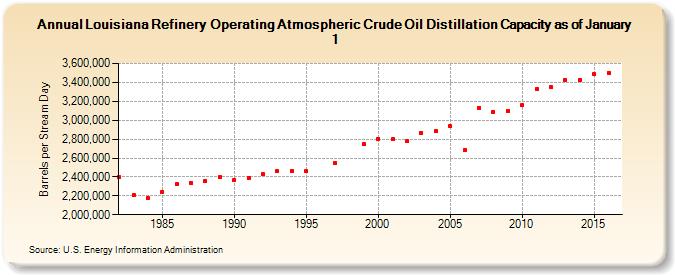 Annual Louisiana Refinery Operating Atmospheric Crude Oil Distillation Capacity as of January
1
Barrels per Stream Day
3,600,000
3,400,000
3,200,000
3,000,000
2,800,000
2,600,000
2,400,000
2,200,000
2,000,000
1985 1990 1995 2000 2005 2010 2015
Source: U.S. Energy Information Administration